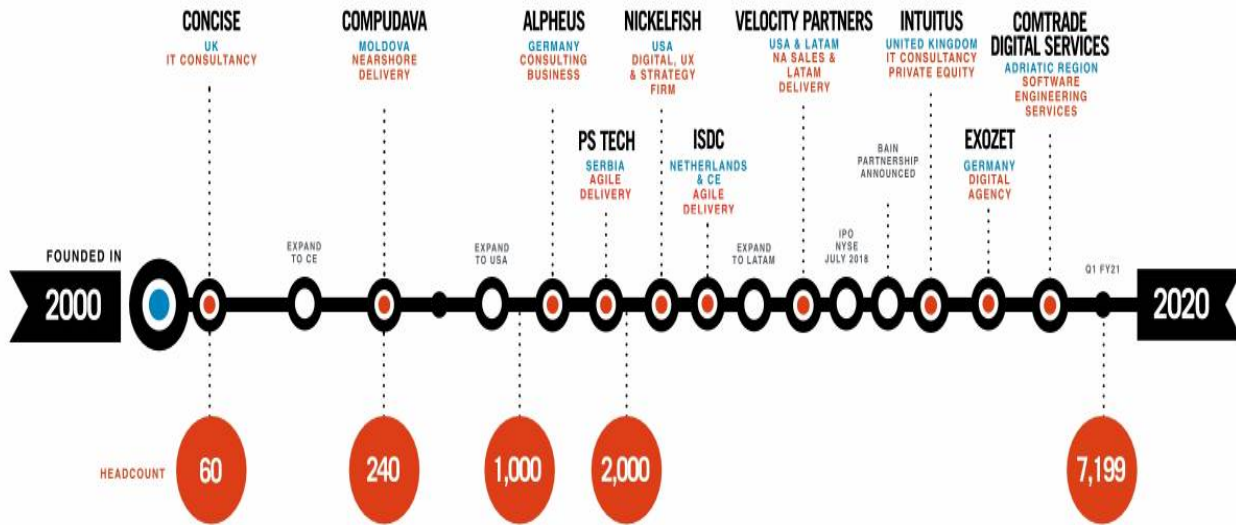 CONCISE
UK
IT CONSULTANCY
COMPUDAVA
MOLDOVA
NEARSHORE
DELIVERY
ALPHEUS
GERMANY
CONSULTING
BUSINESS
NICKELFISH
USA
DIGITAL, UX
& STRATEGY
FIRM
VELOCITY PARTNERS
USA & LATAM
NA SALES &
LATAM
DELIVERY
INTUITUS
UNITED KINGDOM
IT CONSULTANCY
PRIVATE EQUITY
COMTRADE
DIGITAL SERVICES
ADRIATIC REGION
SOFTWARE
ENGINEERING
SERVICES
PS TECH
SERBIA
AGILE
DELIVERY
ISDC
NETHERLANDS
& CE
AGILE
DELIVERY
BAIN
PARTNERSHIP
ANNOUNCED
EXOZET
GERMANY
DIGITAL
AGENCY
FOUNDED IN
2000
EXPAND
TO CE
EXPAND
TO USA
EXPAND
TO LATAM
IPO
NYSE
JULY 2018
Q1 FY21
2020
HEADCOUNT
60
240
1,000
2,000
7,199